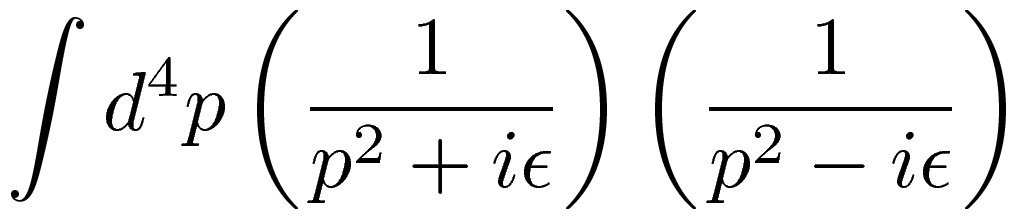 ∫ d⁴p (1/(p² + iϵ)) (1/(p² − iϵ))